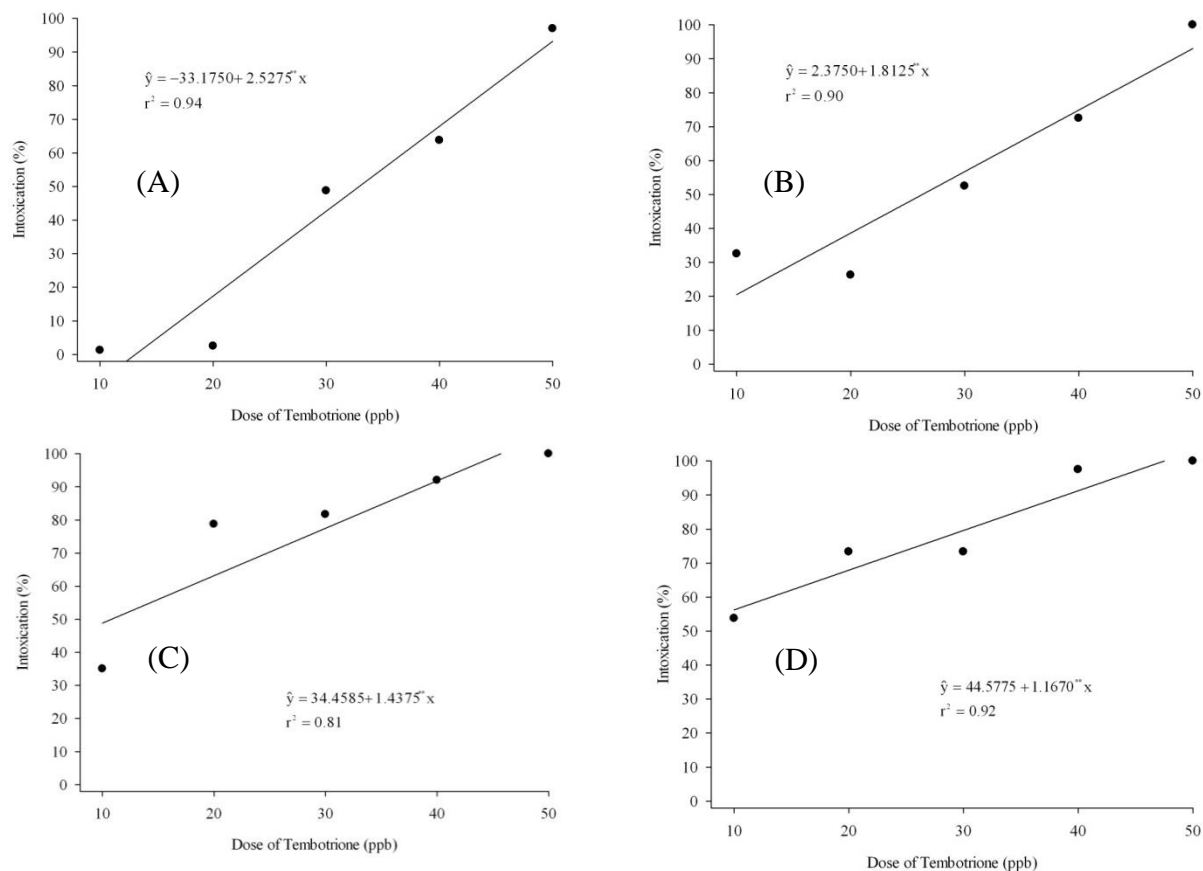 100
90
80
70
60
50
40
30
20
10
0
Intoxication (%)
ŷ = −33.1750+ 2.5275**x
r² = 0.94
(A)
10 20 30 40 50
Dose of Tembotrione (ppb)
100
90
80
70
60
50
40
30
20
10
0
Intoxication (%)
ŷ = 2.3750+ 1.8125**x
r² = 0.90
(B)
10 20 30 40 50
Dose of Tembotrione (ppb)
100
90
80
70
60
50
40
30
20
10
0
Intoxication (%)
(C)
ŷ = 34.4585+ 1.4375**x
r² = 0.81
10 20 30 40 50
Dose of Tembotrione (ppb)
100
90
80
70
60
50
40
30
20
10
0
Intoxication (%)
(D)
ŷ = 44.5775 + 1.1670**x
r² = 0.92
10 20 30 40 50
Dose of Tembotrione (ppb)